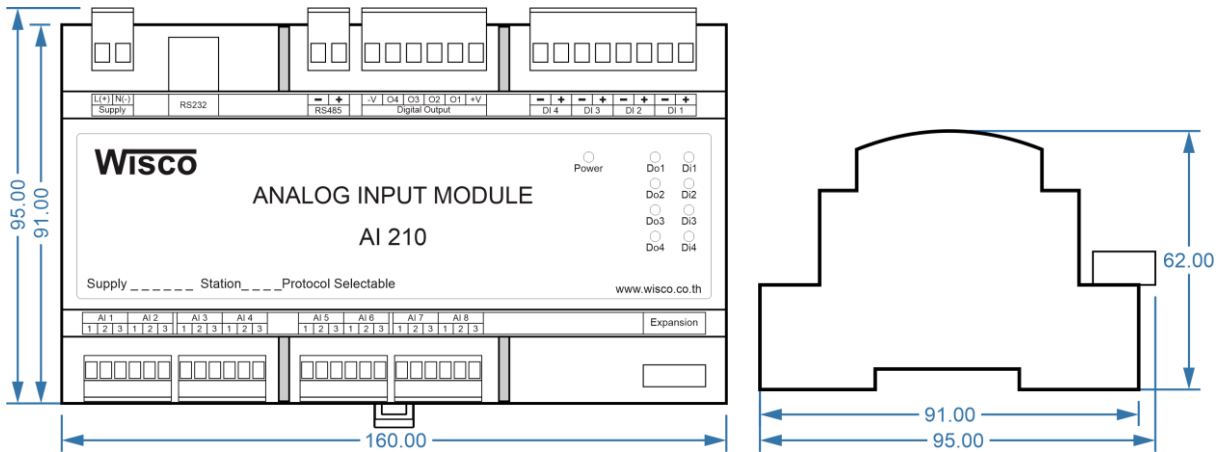 L(+) N(-)
Supply
RS232
- +
RS485
-V O4 O3 O2 O1 +V
Digital Output
- + - + - + - +
DI 4 DI 3 DI 2 DI 1
WISCO
Power
Do1 Di1
Do2 Di2
Do3 Di3
Do4 Di4
ANALOG INPUT MODULE
AI 210
Supply _ _ _ _ _ _ Station_ _ _ _Protocol Selectable
www.wisco.co.th
AI 1 AI 2 AI 3 AI 4 AI 5 AI 6 AI 7 AI 8
1 2 3 1 2 3 1 2 3 1 2 3 1 2 3 1 2 3 1 2 3 1 2 3
Expansion
95.00
91.00
160.00
62.00
91.00
95.00